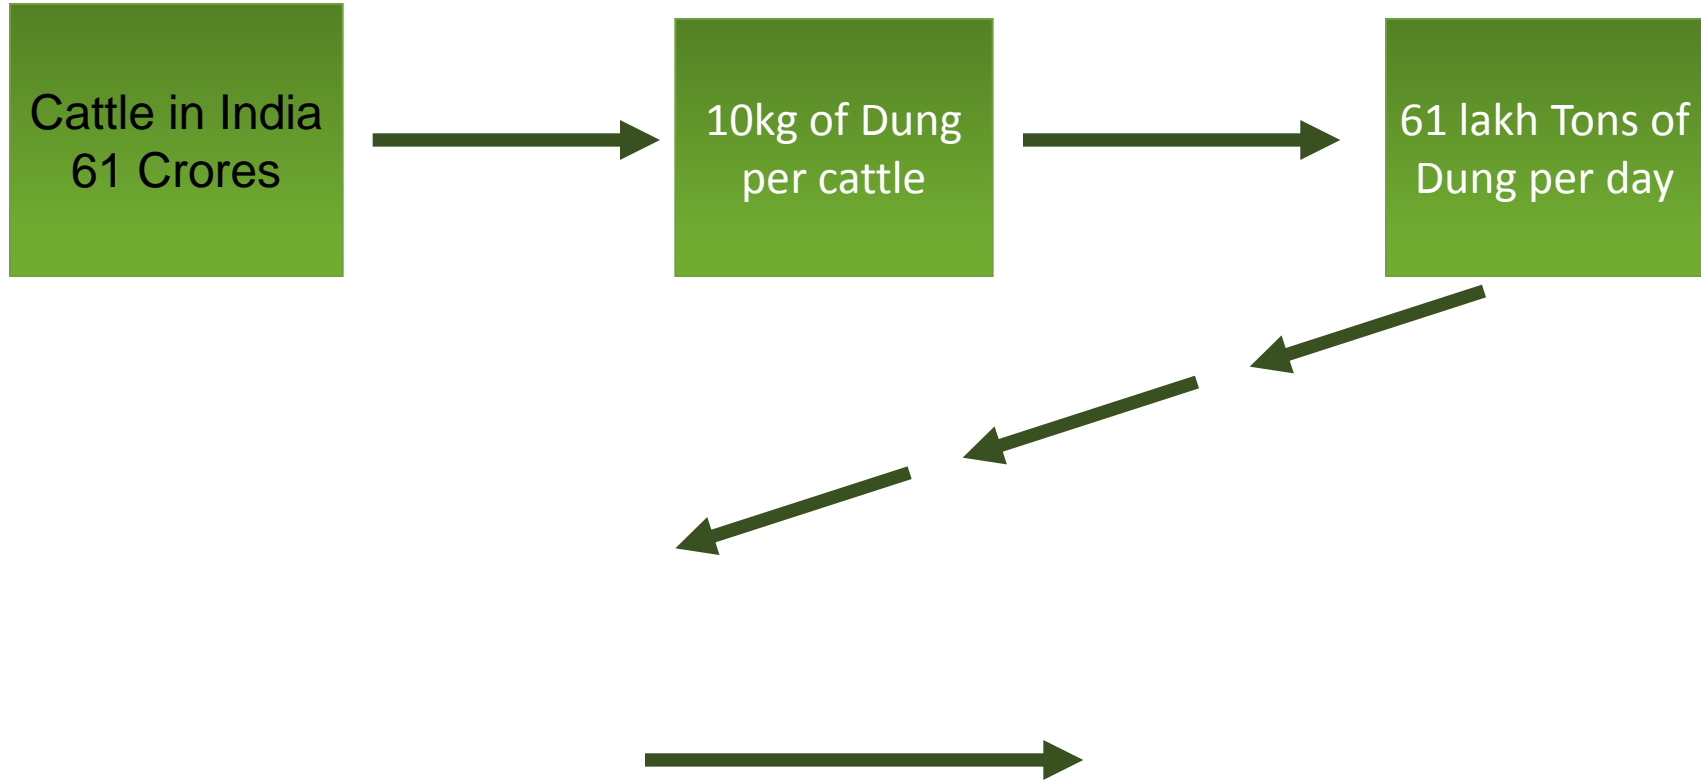 Cattle in India
61 Crores
10kg of Dung
per cattle
61 lakh Tons of
Dung per day